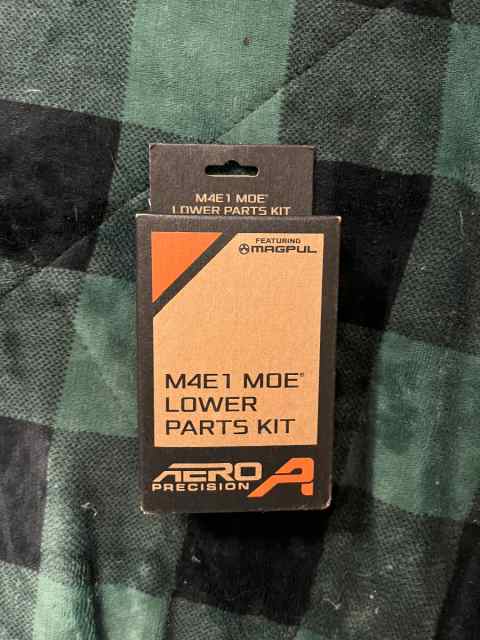 M4E1 MOE®
LOWER PARTS KIT
FEATURING
MAGPUL
M4E1 MOE®
LOWER
PARTS KIT
AERO
PRECISION